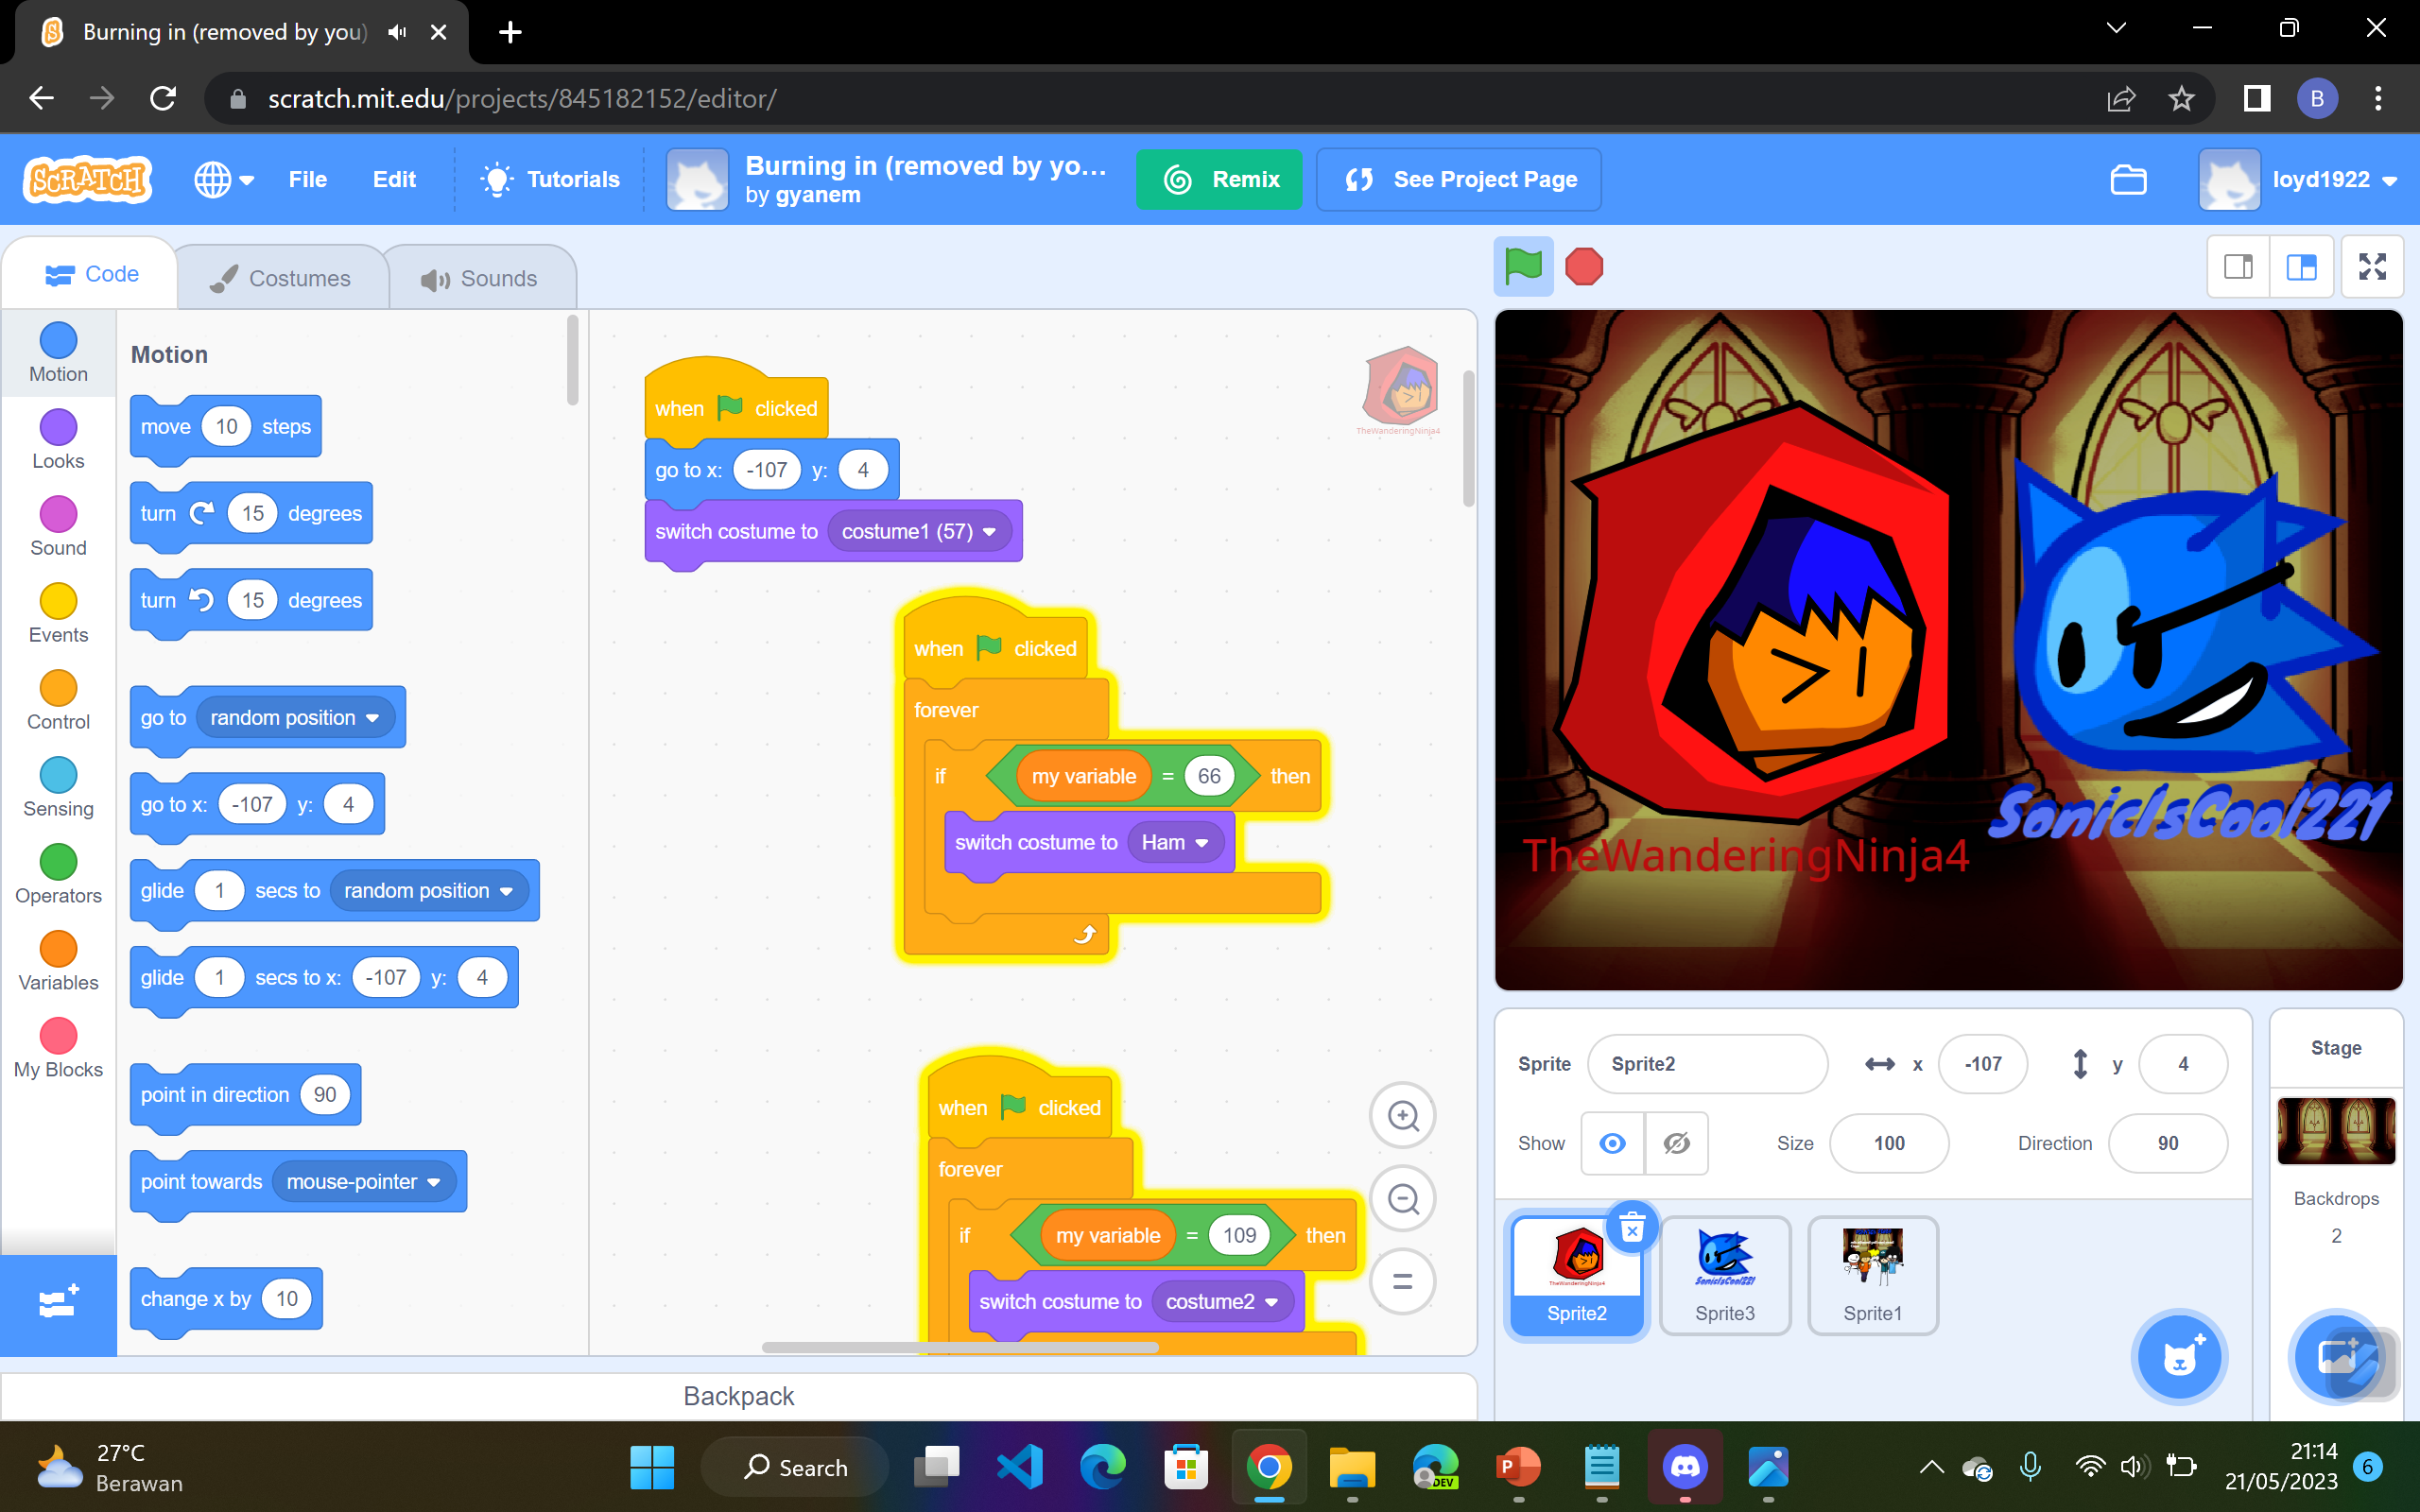 Burning in (removed by you)
scratch.mit.edu/projects/845182152/editor/
B
SCRATCH
File
Edit
Tutorials
Burning in (removed by yo...
by gyanem
Remix
See Project Page
loyd1922
Code
Costumes
Sounds
Motion
Looks
Sound
Events
Control
Sensing
Operators
Variables
My Blocks
Motion
move 10 steps
turn 15 degrees
turn 15 degrees
go to random position
go to x: -107 y: 4
glide 1 secs to random position
glide 1 secs to x: -107 y: 4
point in direction 90
point towards mouse-pointer
change x by 10
when clicked
go to x: -107 y: 4
switch costume to costume1 (57)
TheWanderingNinja4
when clicked
forever
if my variable = 66 then
switch costume to Ham
when clicked
forever
if my variable = 109 then
switch costume to costume2
Backpack
SonicIsCool221
TheWanderingNinja4
Sprite Sprite2 x -107 y 4
Show Size 100 Direction 90
TheWanderingNinja4
Sprite2
SonicIsCool221
Sprite3
Sprite1
Stage
Backdrops
2
27°C
Berawan
Search
DEV
P
21:14
21/05/2023
6